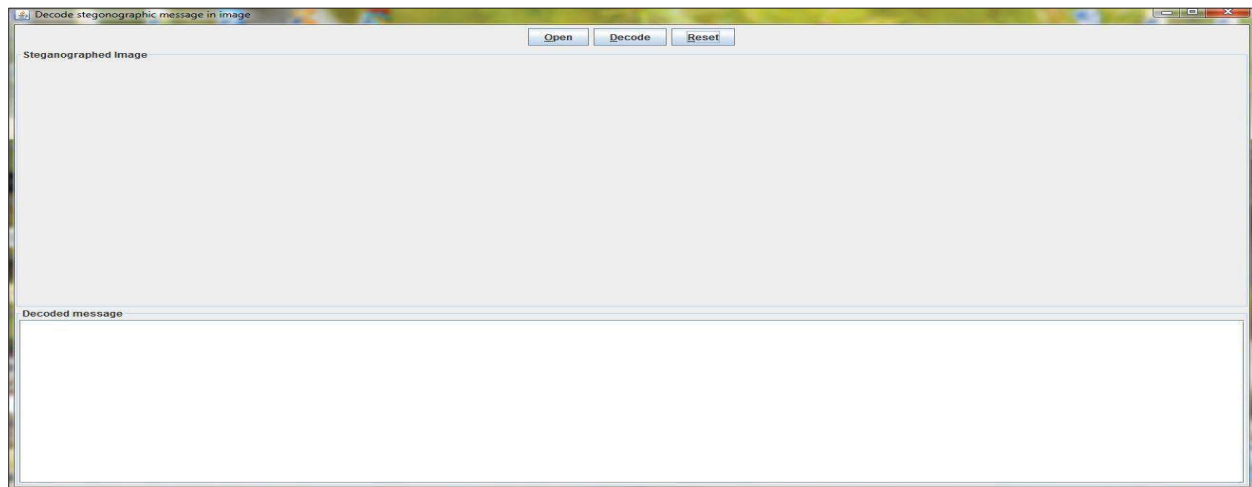 Decode stegonographic message in image
Open Decode Reset
Steganographed Image
Decoded message